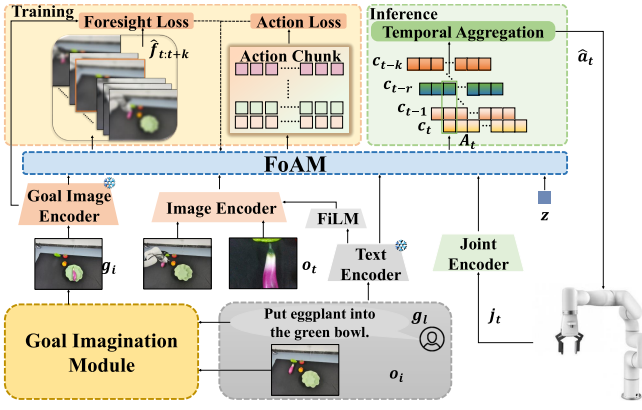 Training
Foresight Loss
Action Loss
Inference
Temporal Aggregation
f̂ₜ:ₜ₊ₖ
Action Chunk
cₜ₋ₖ
cₜ₋ᵣ
cₜ₋₁
cₜ
Aₜ
âₜ
FoAM
Goal Image
Encoder
Image Encoder
FiLM
Text
Encoder
Joint
Encoder
z
gᵢ
oₜ
jₜ
Goal Imagination
Module
Put eggplant into
the green bowl.
gₗ
oᵢ